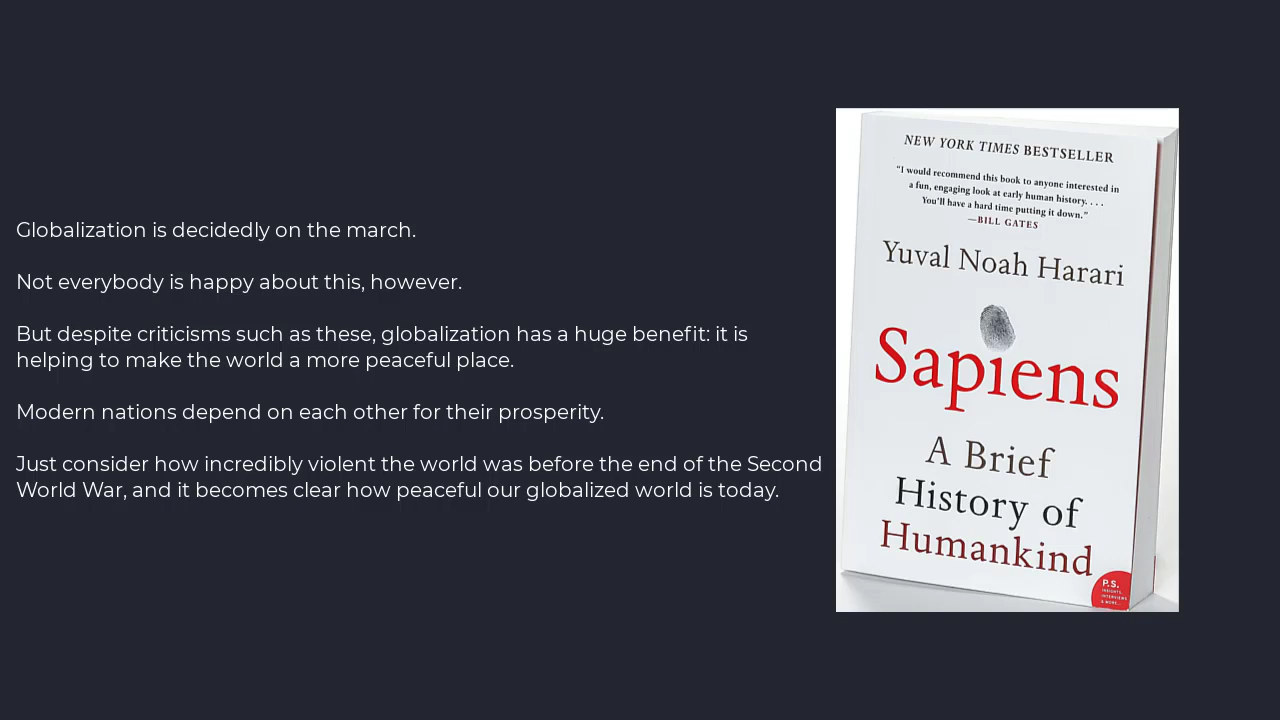 Globalization is decidedly on the march.
Not everybody is happy about this, however.
But despite criticisms such as these, globalization has a huge benefit: it is
helping to make the world a more peaceful place.
Modern nations depend on each other for their prosperity.
Just consider how incredibly violent the world was before the end of the Second
World War, and it becomes clear how peaceful our globalized world is today.
NEW YORK TIMES BESTSELLER
"I would recommend this book to anyone interested in
a fun, engaging look at early human history. . . .
You'll have a hard time putting it down."
—BILL GATES
Yuval Noah Harari
Sapiens
A Brief
History of
Humankind
P.S.
INSIGHTS,
INTERVIEWS
& MORE...